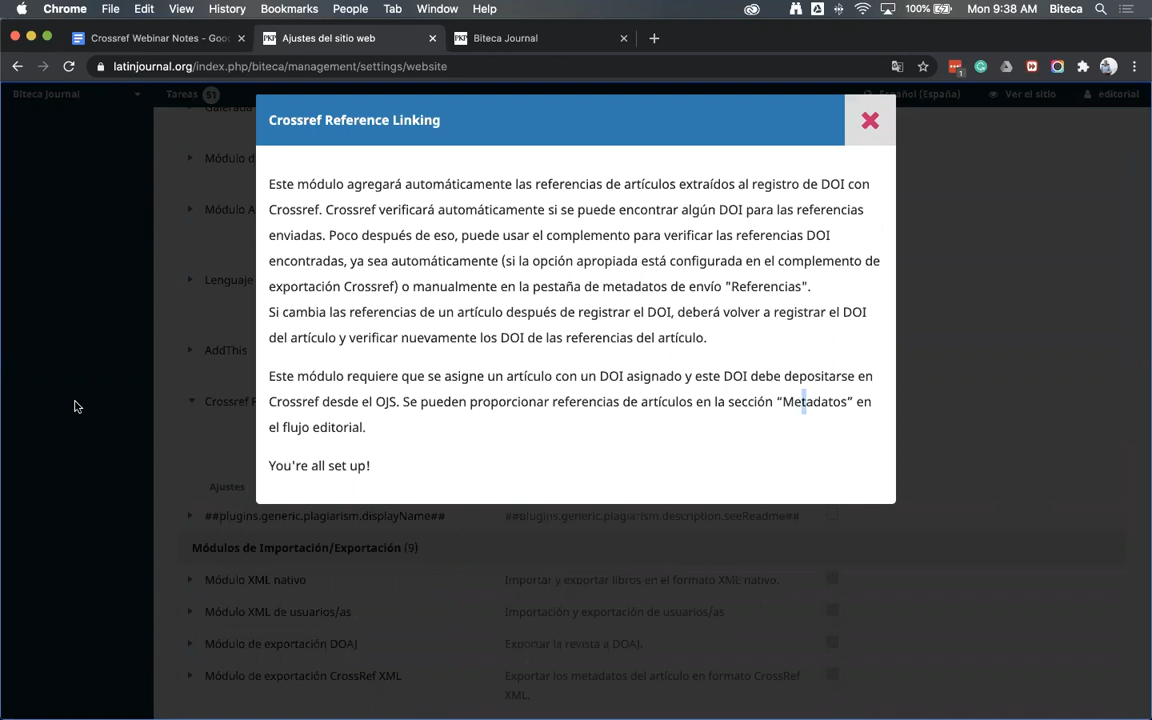 Chrome File Edit View History Bookmarks People Tab Window Help 100% Mon 9:38 AM Biteca
Crossref Webinar Notes - Goo Ajustes del sitio web Biteca Journal
latinjournal.org/index.php/biteca/management/settings/website
Biteca Journal Tareas 51 Español (España) Ver el sitio editorial
Crossref Reference Linking
Este módulo agregará automáticamente las referencias de artículos extraídos al registro de DOI con
Crossref. Crossref verificará automáticamente si se puede encontrar algún DOI para las referencias
enviadas. Poco después de eso, puede usar el complemento para verificar las referencias DOI
encontradas, ya sea automáticamente (si la opción apropiada está configurada en el complemento de
exportación Crossref) o manualmente en la pestaña de metadatos de envío "Referencias".
Si cambia las referencias de un artículo después de registrar el DOI, deberá volver a registrar el DOI
del artículo y verificar nuevamente los DOI de las referencias del artículo.
Este módulo requiere que se asigne un artículo con un DOI asignado y este DOI debe depositarse en
Crossref desde el OJS. Se pueden proporcionar referencias de artículos en la sección “Metadatos” en
el flujo editorial.
You're all set up!
Módulo d
Módulo A
Lenguaje
AddThis
Crossref R
Ajustes
##plugins.generic.plagiarism.displayName## ##plugins.generic.plagiarism.description.seeReadme##
Módulos de Importación/Exportación (9)
Módulo XML nativo Importar y exportar libros en el formato XML nativo.
Módulo XML de usuarios/as Importación y exportación de usuarios/as
Módulo de exportación DOAJ Exportar la revista a DOAJ.
Módulo de exportación CrossRef XML Exportar los metadatos del artículo en formato CrossRef
XML.